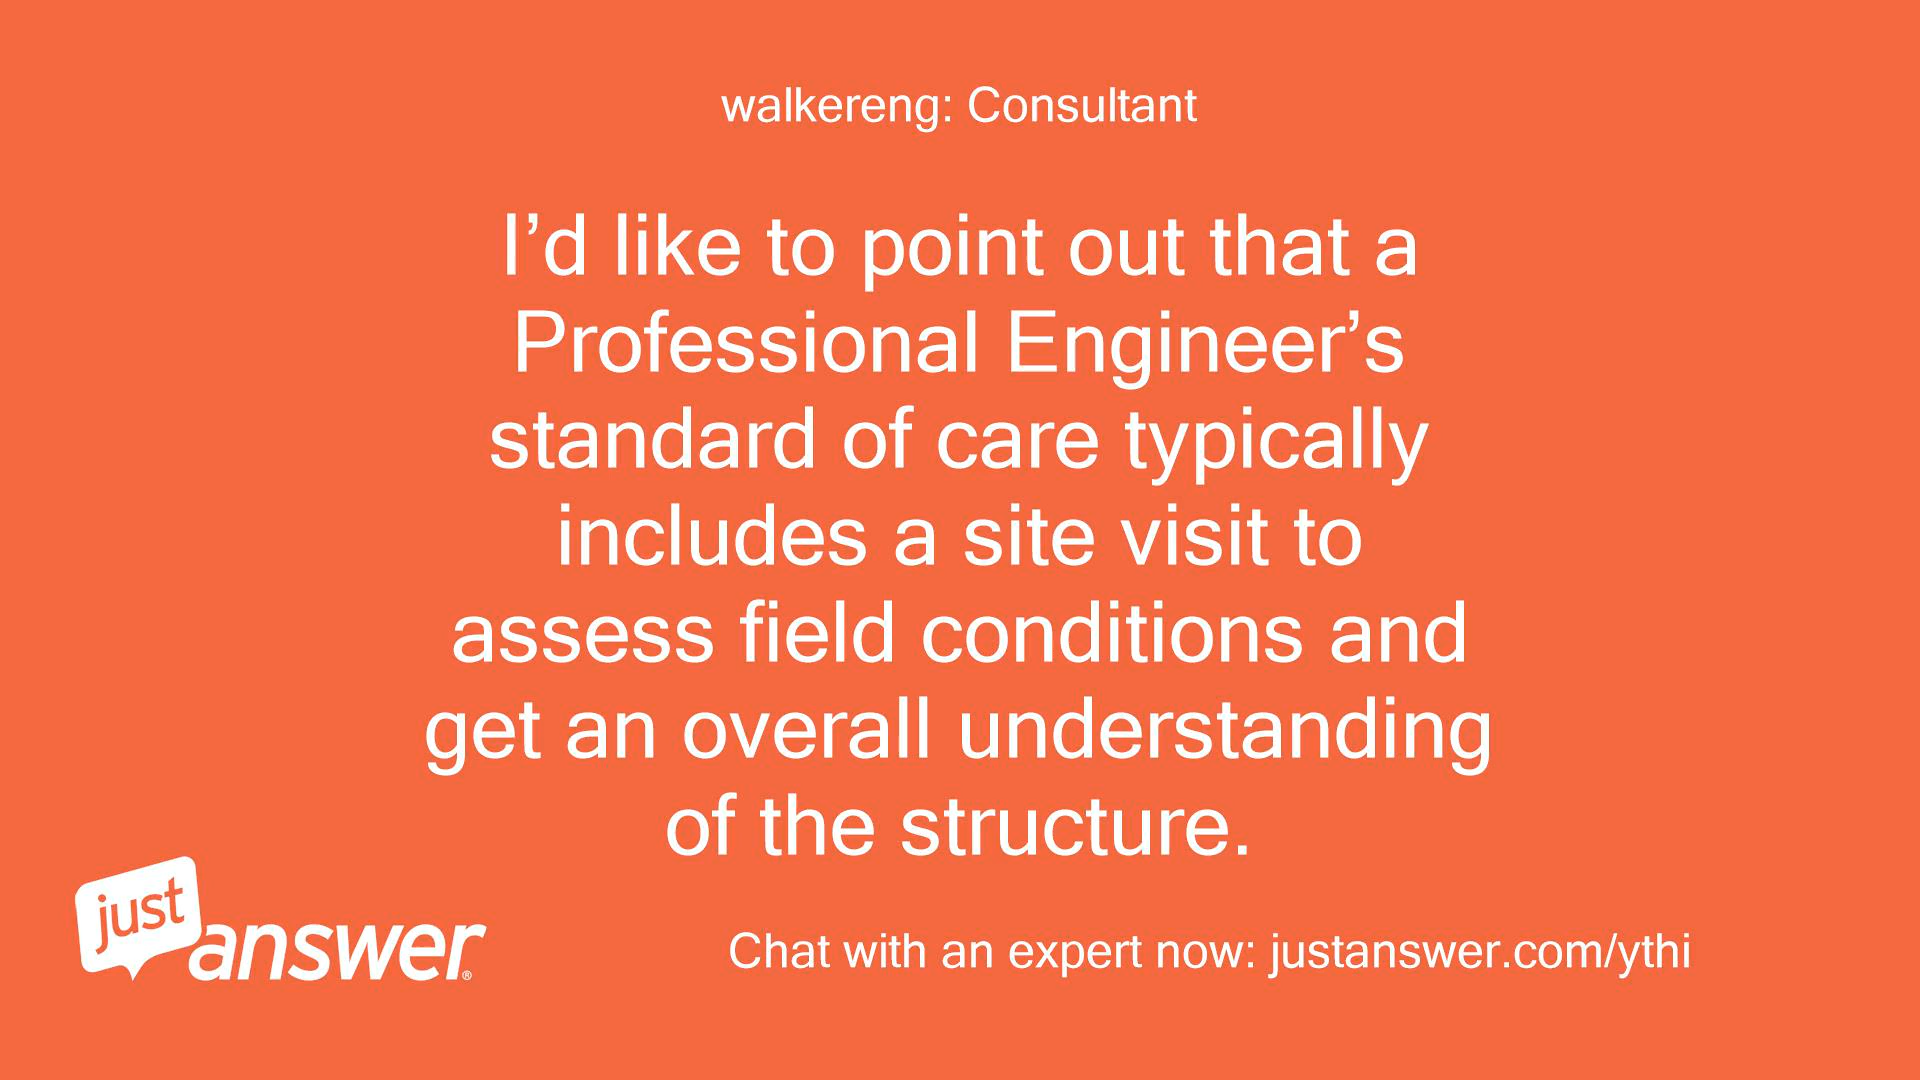 walkereng: Consultant
I’d like to point out that a
Professional Engineer’s
standard of care typically
includes a site visit to
assess field conditions and
get an overall understanding
of the structure.
just
answer®
Chat with an expert now: justanswer.com/ythi